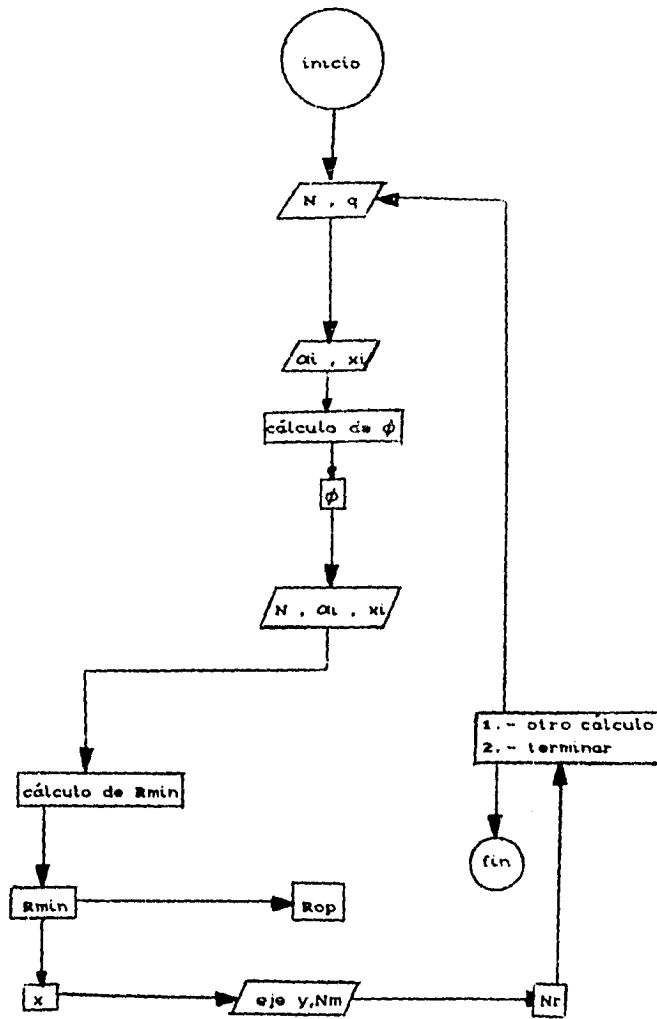 inicio
N , q
αi , xi
cálculo de ϕ
ϕ
N , αi , xi
cálculo de Rmin
Rmin
Rop
x
eje y,Nm
Nr
1.- otro cálculo
2.- terminar
fin